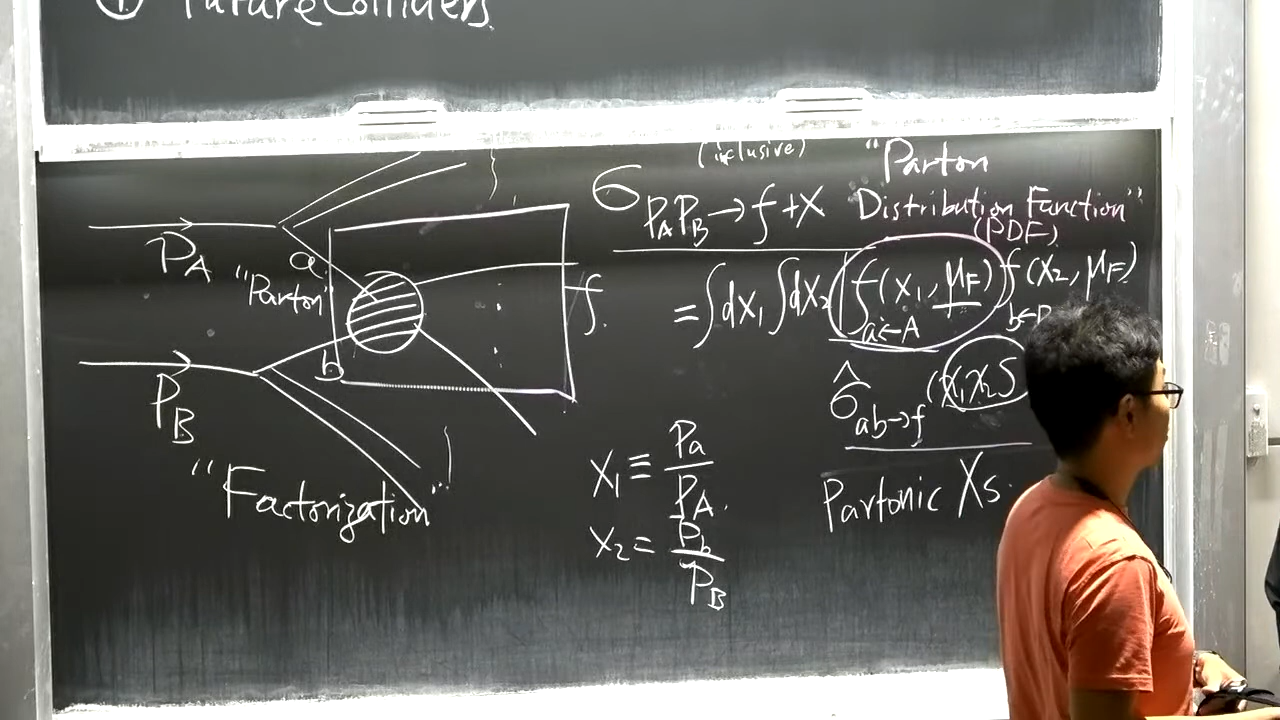 ① Future Colliders
P_A
a
"Parton"
f.
b
P_B
"Factorization"
(inclusive)
σ P_A P_B → f + X
"Parton
Distribution Function"
(PDF)
= ∫dx₁ ∫dx₂ f a←A (x₁, μ_F) f (x₂, μ_F)
σ̂ ab→f (x₁x₂S
Partonic Xs.
x₁ ≡ P_a / P_A.
x₂ = P_b / P_B